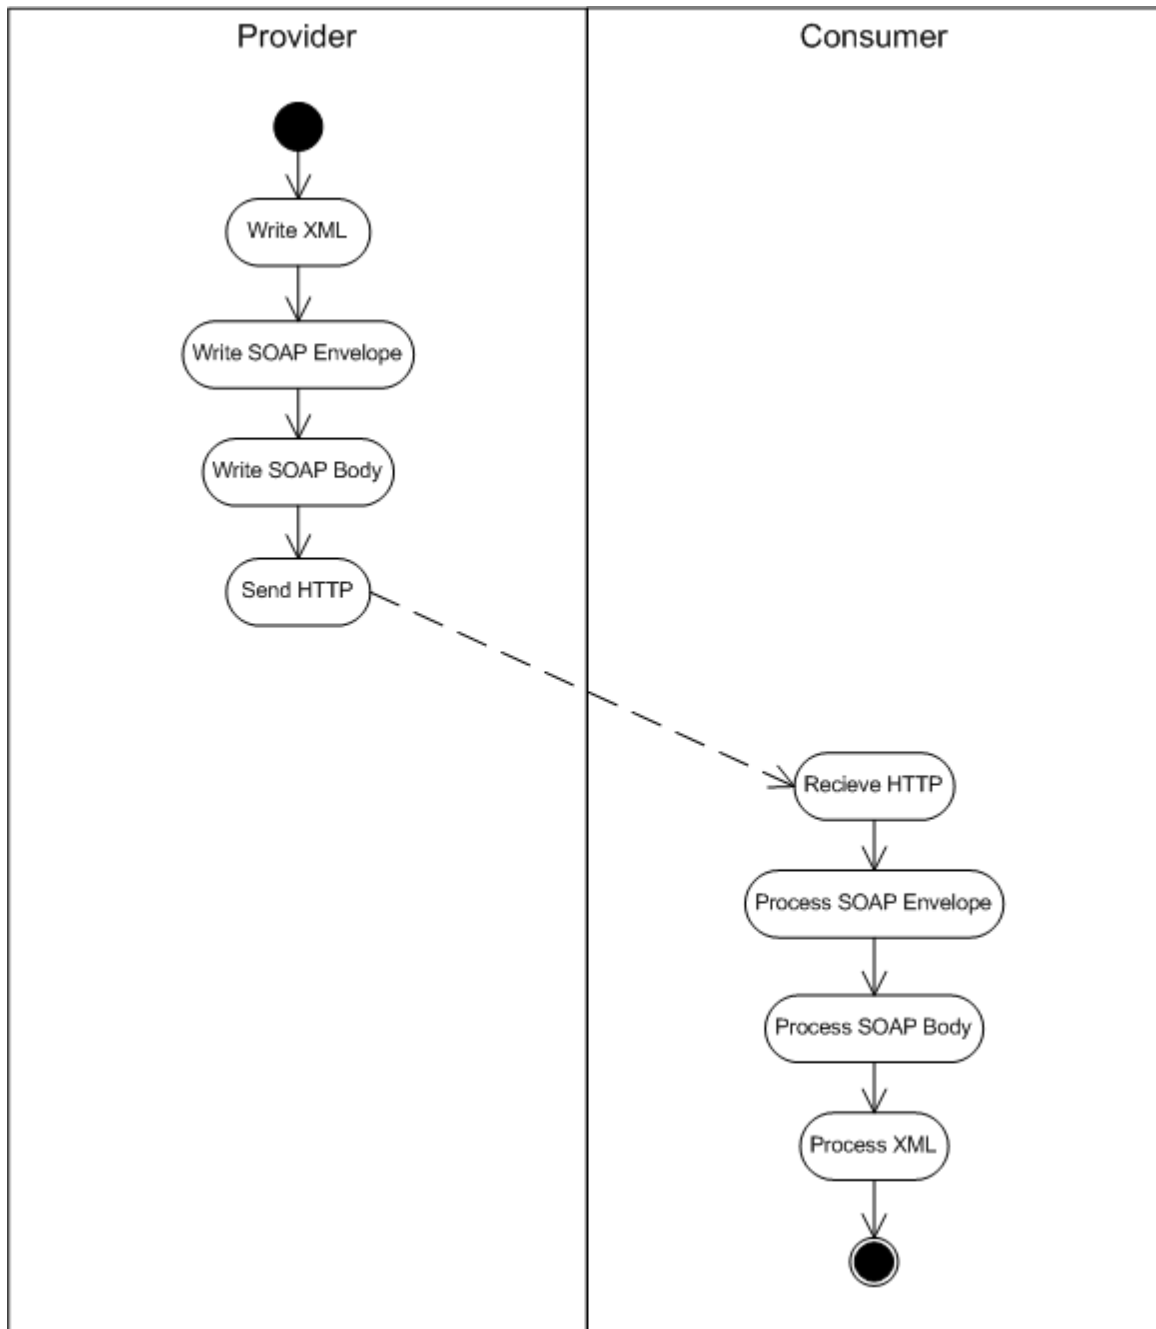 Provider
Consumer
Write XML
Write SOAP Envelope
Write SOAP Body
Send HTTP
Recieve HTTP
Process SOAP Envelope
Process SOAP Body
Process XML